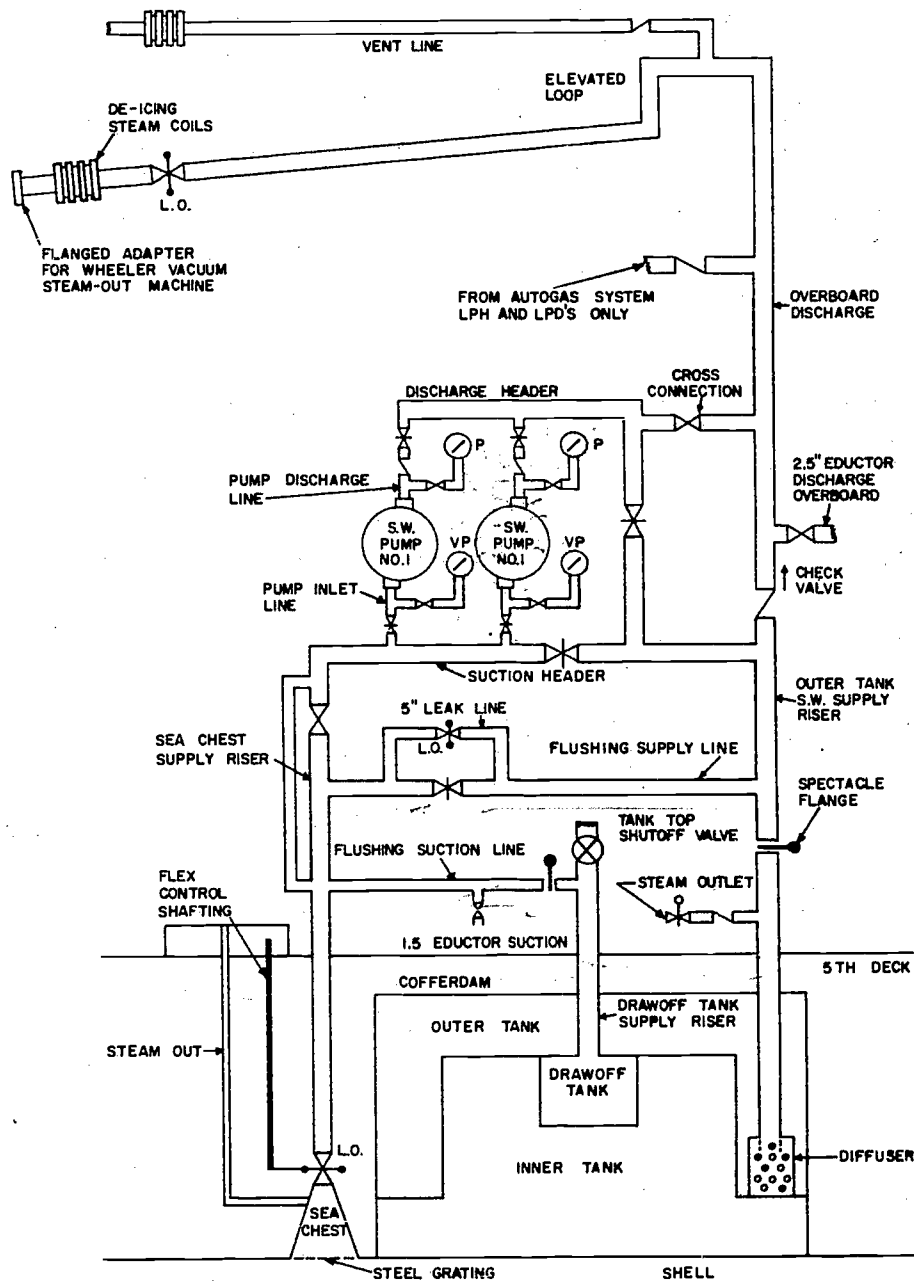 VENT LINE
ELEVATED
LOOP
DE-ICING
STEAM COILS
L.O.
FLANGED ADAPTER
FOR WHEELER VACUUM
STEAM-OUT MACHINE
FROM AUTOGAS SYSTEM
LPH AND LPD'S ONLY
OVERBOARD
DISCHARGE
DISCHARGE HEADER
CROSS
CONNECTION
P
P
PUMP DISCHARGE
LINE
2.5" EDUCTOR
DISCHARGE
OVERBOARD
S.W.
PUMP
NO.1
VP
SW.
PUMP
NO.1
VP
CHECK
VALVE
PUMP INLET
LINE
SUCTION HEADER
OUTER TANK
S.W. SUPPLY
RISER
5" LEAK LINE
L.O.
SEA CHEST
SUPPLY RISER
FLUSHING SUPPLY LINE
SPECTACLE
FLANGE
TANK TOP
SHUTOFF VALVE
FLUSHING SUCTION LINE
FLEX
CONTROL
SHAFTING
STEAM OUTLET
1.5 EDUCTOR SUCTION
5TH DECK
COFFERDAM
OUTER TANK
DRAWOFF TANK
SUPPLY RISER
STEAM OUT
DRAWOFF
TANK
L.O.
INNER TANK
DIFFUSER
SEA
CHEST
STEEL GRATING
SHELL